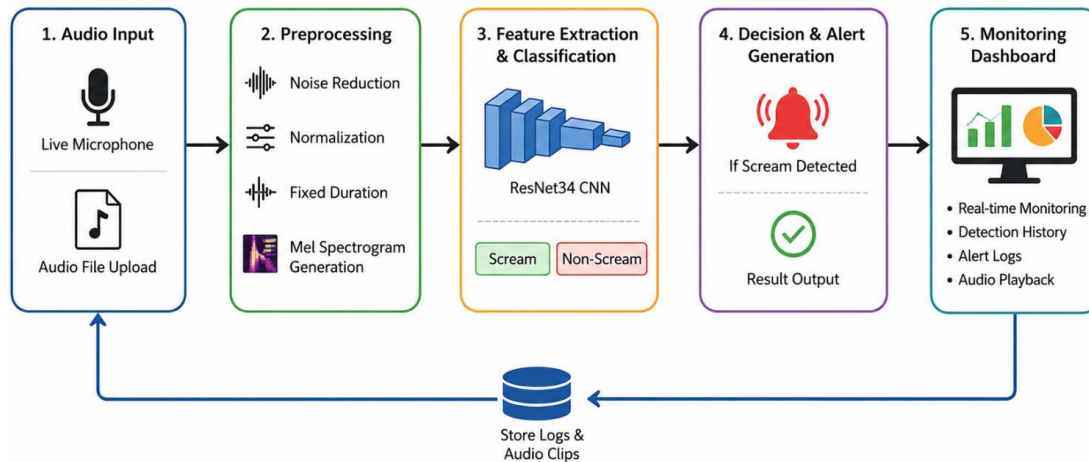 1. Audio Input
Live Microphone
Audio File Upload
2. Preprocessing
Noise Reduction
Normalization
Fixed Duration
Mel Spectrogram
Generation
3. Feature Extraction
& Classification
ResNet34 CNN
Scream
Non-Scream
4. Decision & Alert
Generation
If Scream Detected
Result Output
5. Monitoring
Dashboard
• Real-time Monitoring
• Detection History
• Alert Logs
• Audio Playback
Store Logs &
Audio Clips